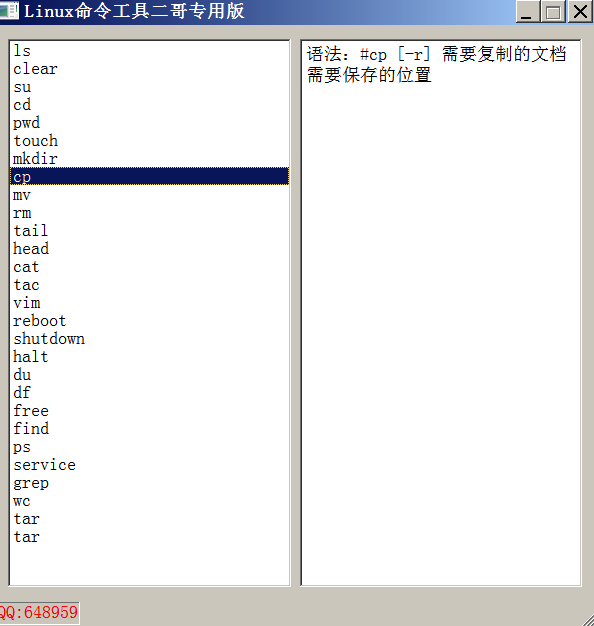 Linux命令工具二哥专用版
ls
clear
su
cd
pwd
touch
mkdir
cp
mv
rm
tail
head
cat
tac
vim
reboot
shutdown
halt
du
df
free
find
ps
service
grep
wc
tar
tar
语法：#cp [-r] 需要复制的文档
需要保存的位置
QQ:648959